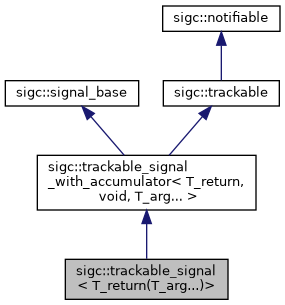 sigc::notifiable
sigc::signal_base
sigc::trackable
sigc::trackable_signal
_with_accumulator< T_return,
void, T_arg... >
sigc::trackable_signal
< T_return(T_arg...)>